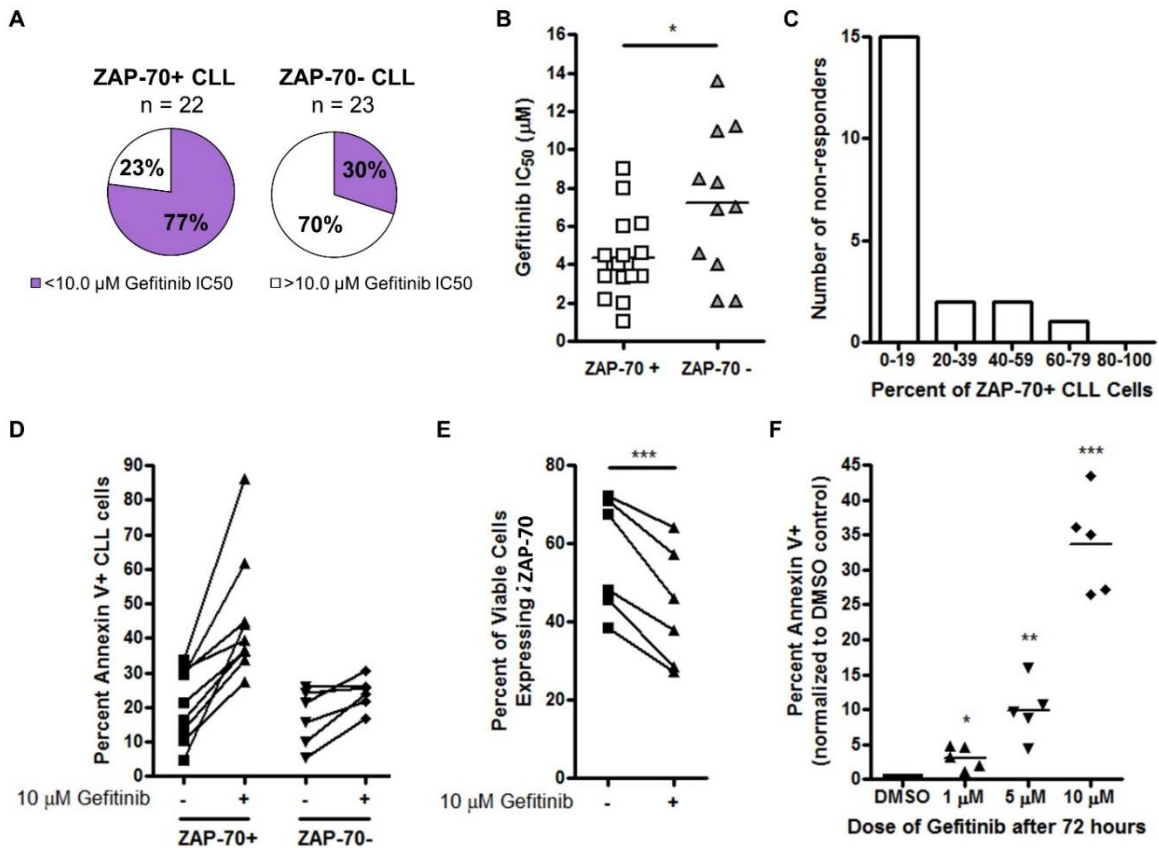 A
ZAP-70+ CLL
n = 22
23%
77%
ZAP-70- CLL
n = 23
30%
70%
<10.0 µM Gefitinib IC50
>10.0 µM Gefitinib IC50
B
*
Gefitinib IC50 (µM)
16
14
12
10
8
6
4
2
0
ZAP-70 +
ZAP-70 -
C
Number of non-responders
15
10
5
0
0-19
20-39
40-59
60-79
80-100
Percent of ZAP-70+ CLL Cells
D
Percent Annexin V+ CLL cells
90
80
70
60
50
40
30
20
10
0
10 µM Gefitinib
-
+
-
+
ZAP-70+
ZAP-70-
E
***
Percent of Viable Cells
Expressing ¿ZAP-70
80
60
40
20
0
10 µM Gefitinib
-
+
F
Percent Annexin V+
(normalized to DMSO control)
45
40
35
30
25
20
15
10
5
0
*
**
***
DMSO
1 µM
5 µM
10 µM
Dose of Gefitinib after 72 hours